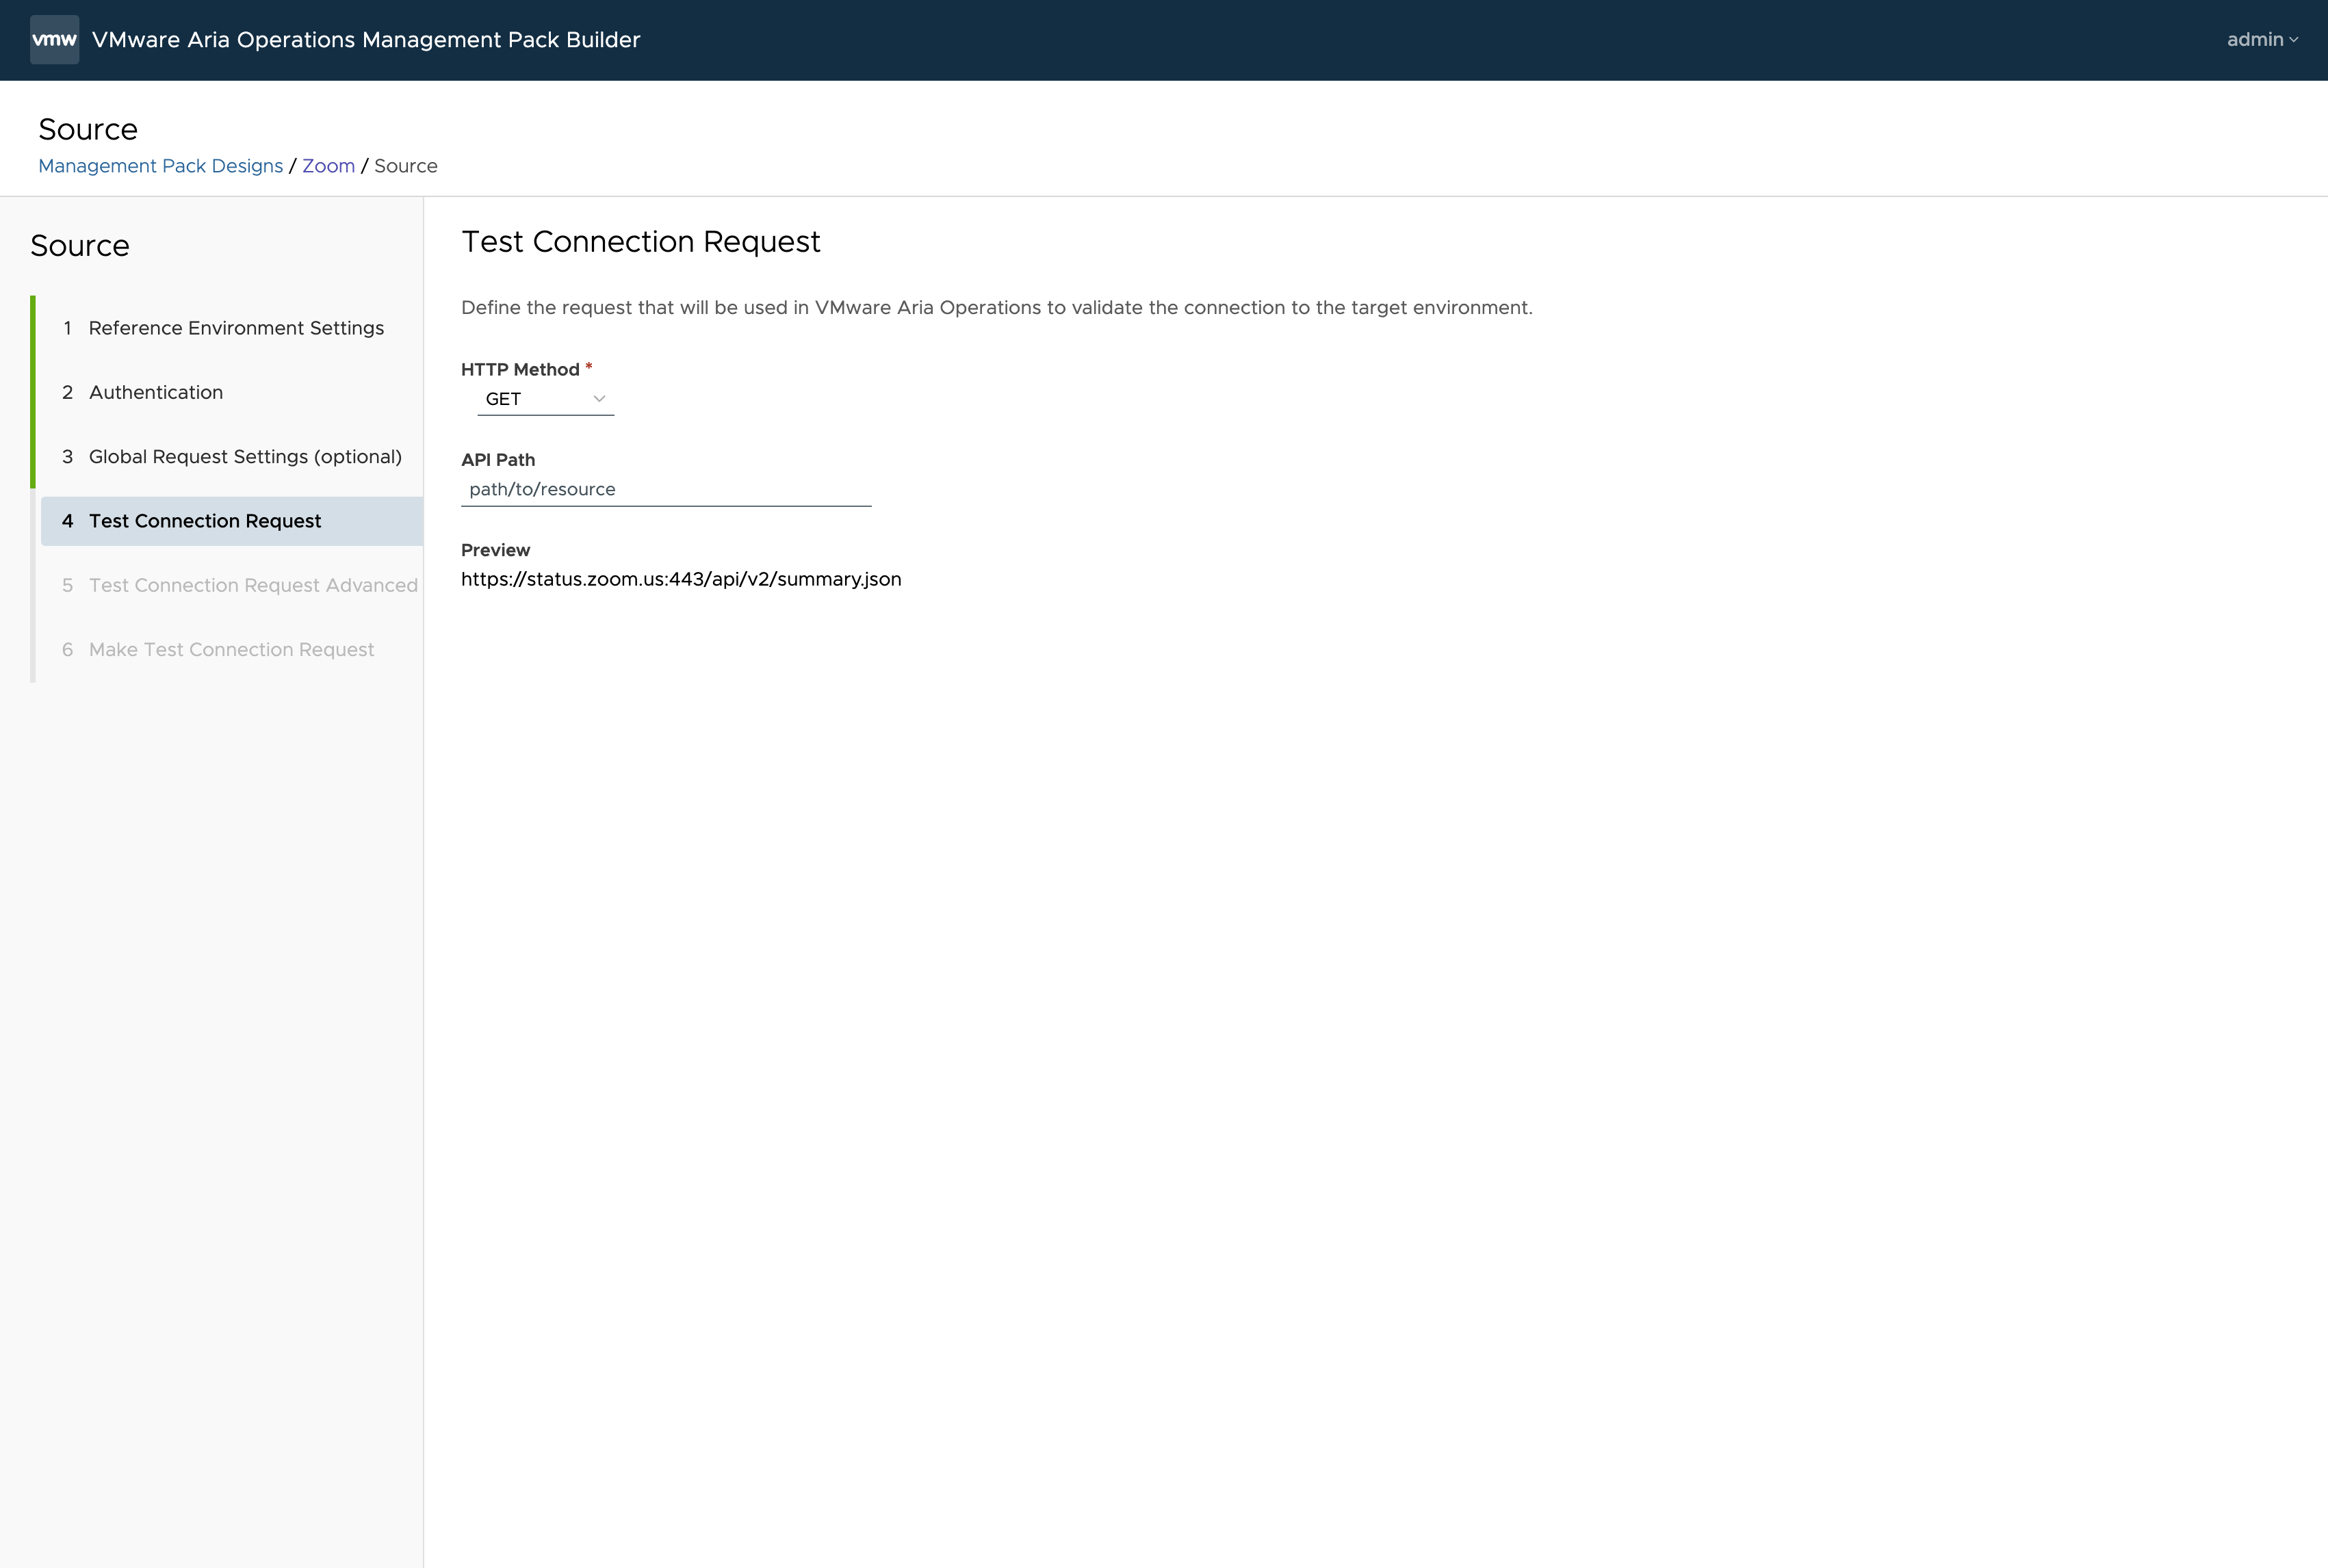 vmw VMware Aria Operations Management Pack Builder admin
Source
Management Pack Designs / Zoom / Source
Source
1 Reference Environment Settings
2 Authentication
3 Global Request Settings (optional)
4 Test Connection Request
5 Test Connection Request Advanced
6 Make Test Connection Request
Test Connection Request
Define the request that will be used in VMware Aria Operations to validate the connection to the target environment.
HTTP Method *
GET
API Path
path/to/resource
Preview
https://status.zoom.us:443/api/v2/summary.json